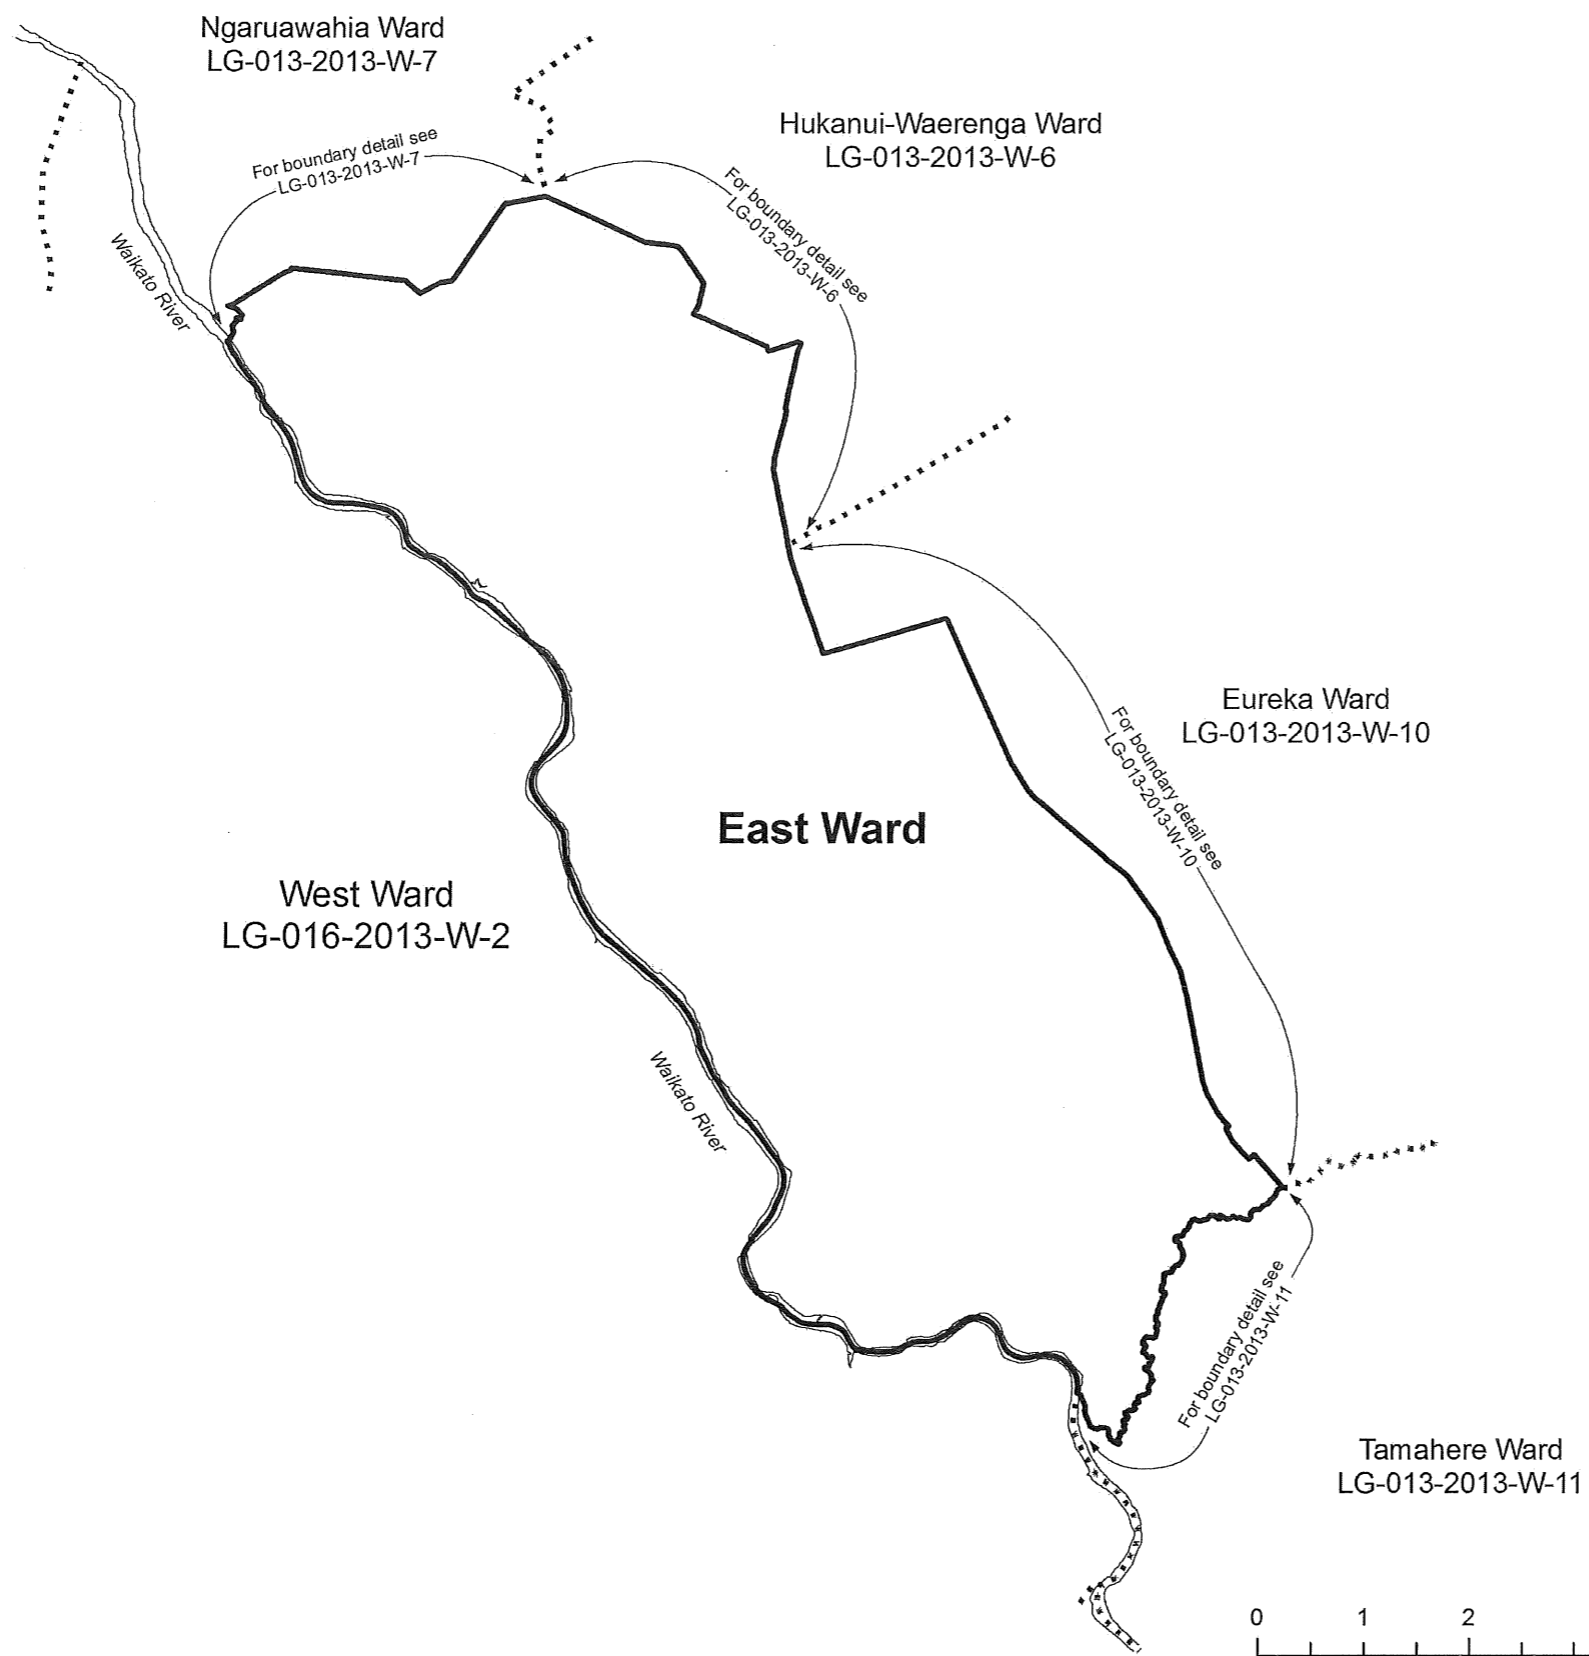 Ngaruawahia Ward
LG-013-2013-W-7
Hukanui-Waerenga Ward
LG-013-2013-W-6
For boundary detail see
LG-013-2013-W-7
For boundary detail see
LG-013-2013-W-6
Waikato River
Eureka Ward
LG-013-2013-W-10
For boundary detail see
LG-013-2013-W-10
East Ward
West Ward
LG-016-2013-W-2
Waikato River
For boundary detail see
LG-013-2013-W-11
Tamahere Ward
LG-013-2013-W-11
0 1 2